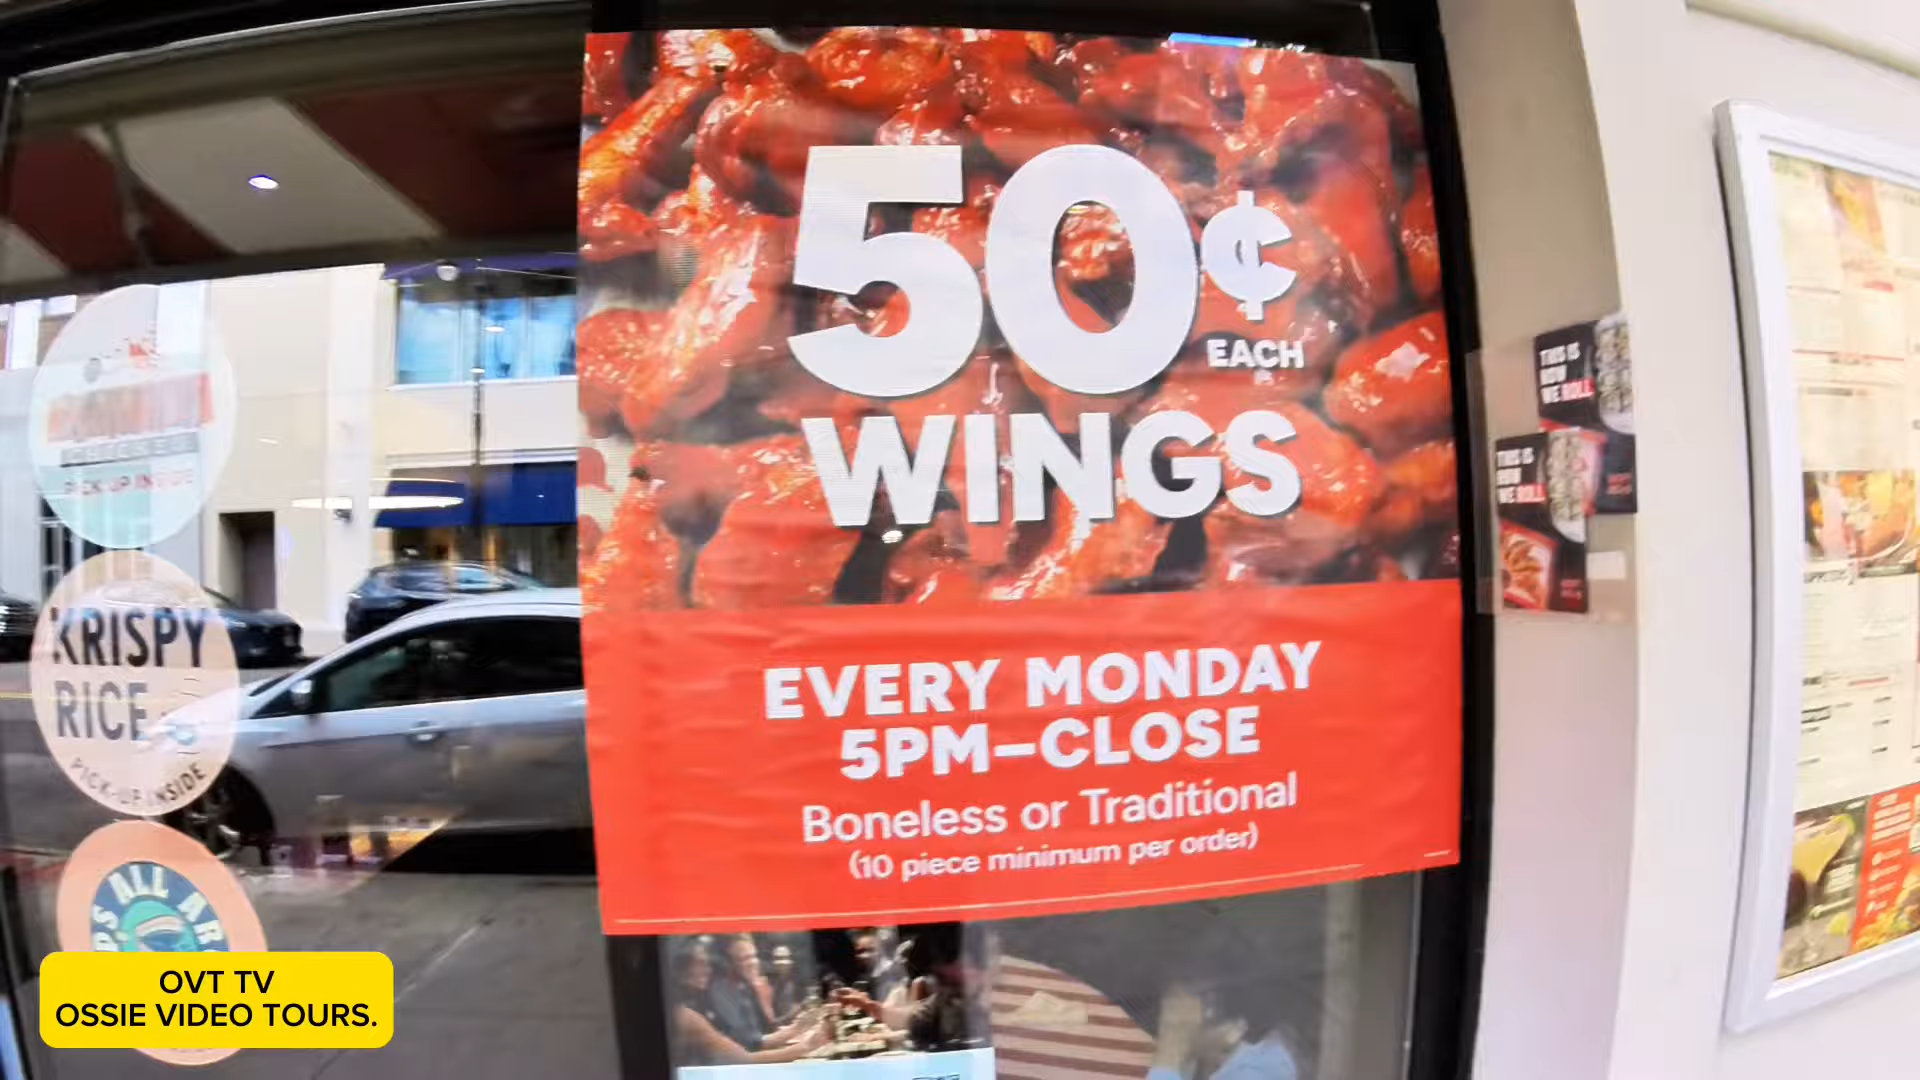 50¢
EACH
WINGS
EVERY MONDAY
5PM–CLOSE
Boneless or Traditional
(10 piece minimum per order)
PICK UP INSIDE
KRISPY
RICE
PICK-UP INSIDE
ALL
THIS IS
HOW
WE ROLL
THIS IS
HOW
WE ROLL
OVT TV
OSSIE VIDEO TOURS.